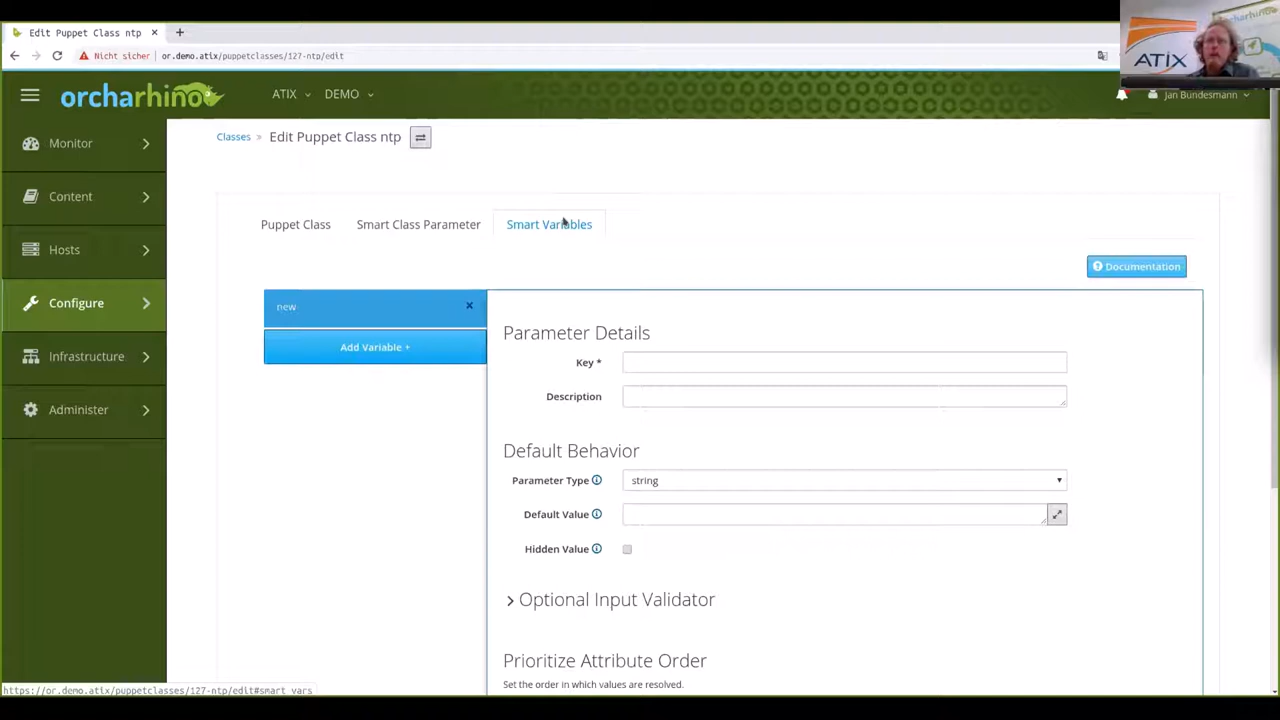 Edit Puppet Class ntp × +
Nicht sicher | or.demo.atix/puppetclasses/127-ntp/edit
orcharhino ATIX DEMO Jan Bundesmann
ATIX
Classes » Edit Puppet Class ntp
Monitor
Content
Hosts
Configure
Infrastructure
Administer
Puppet Class Smart Class Parameter Smart Variables
Documentation
new ×
Add Variable +
Parameter Details
Key *
Description
Default Behavior
Parameter Type string
Default Value
Hidden Value
Optional Input Validator
Prioritize Attribute Order
Set the order in which values are resolved.
https://or.demo.atix/puppetclasses/127-ntp/edit#smart_vars